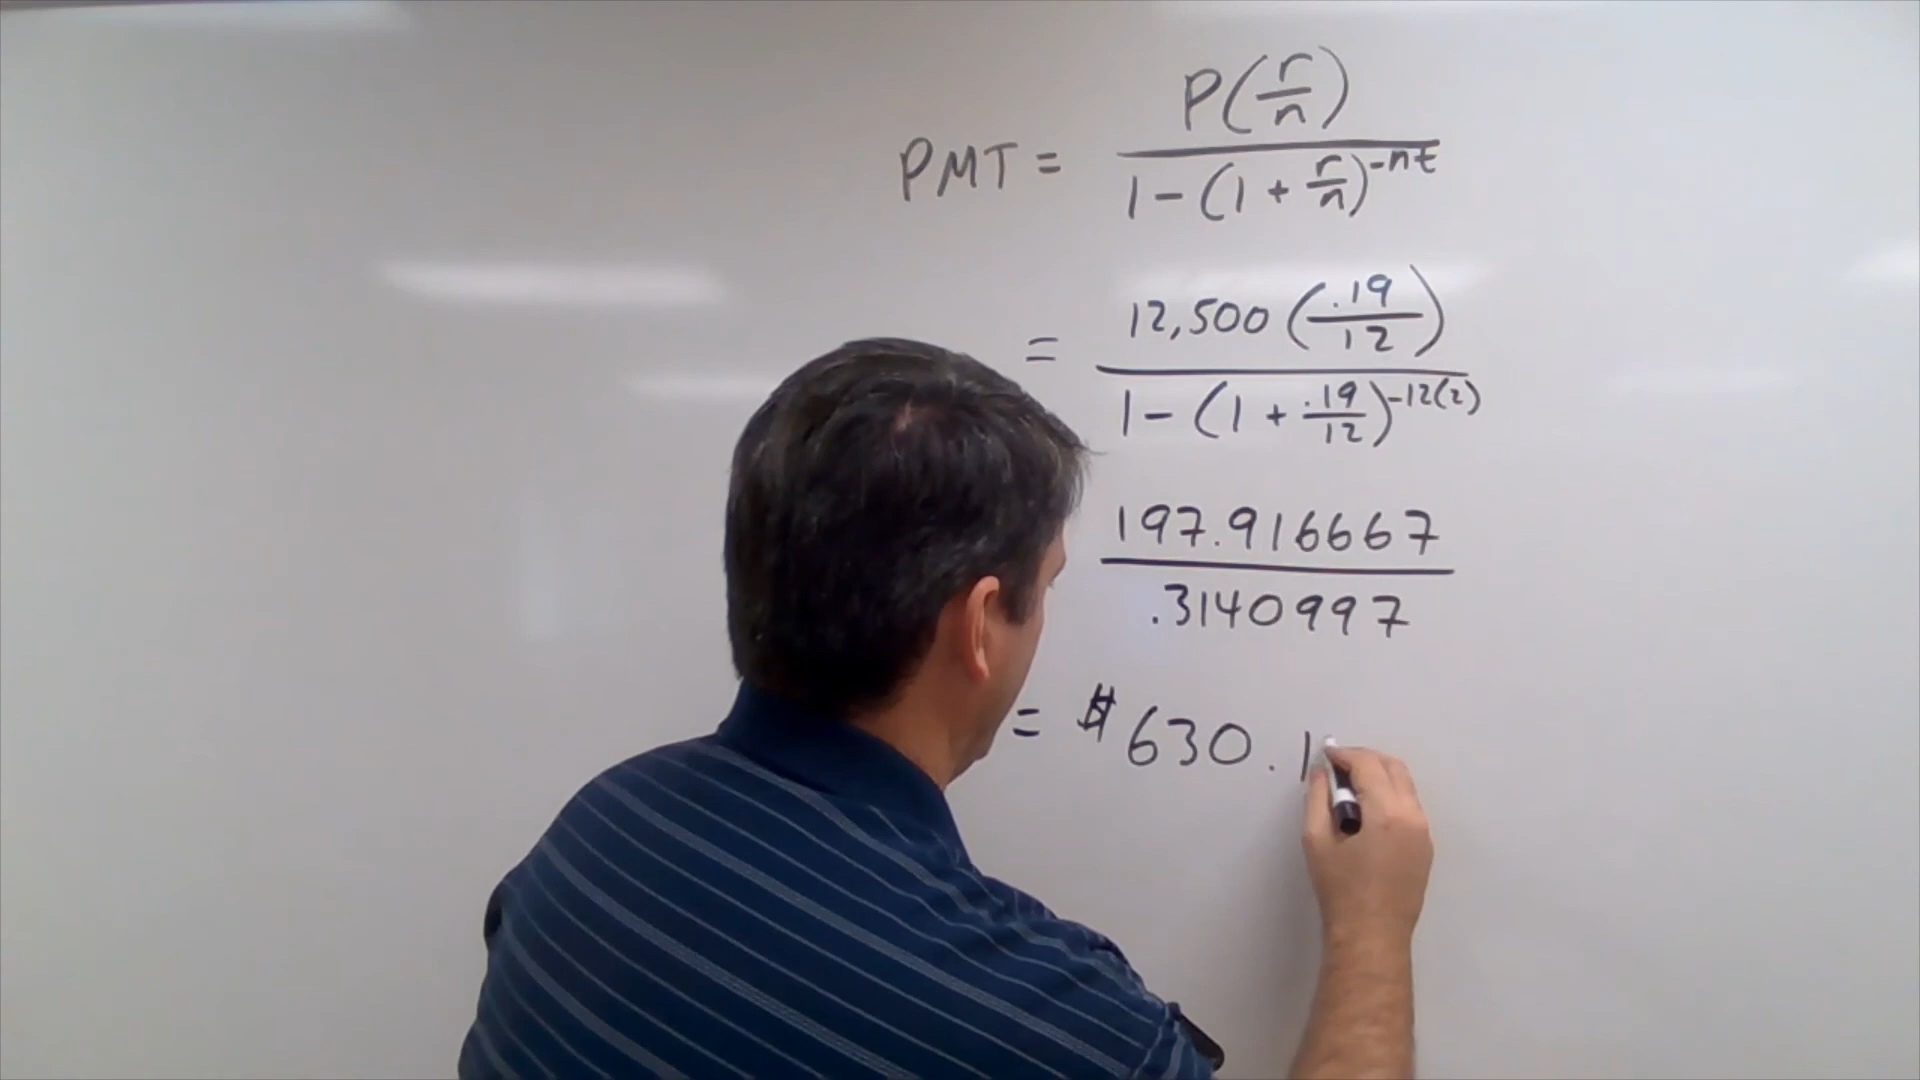 PMT = P(r/n) / 1 - (1 + r/n)^-nt
= 12,500 (.19/12) / 1 - (1 + .19/12)^-12(2)
197.916667 / .3140997
= $630.1